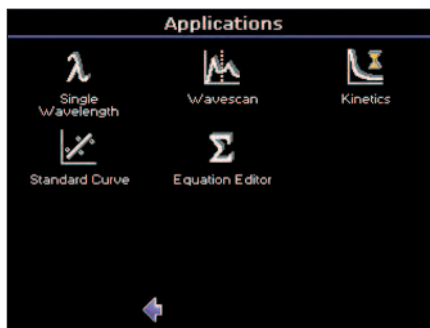 Applications
λ
Single
Wavelength
Wavescan
Kinetics
Standard Curve
Σ
Equation Editor